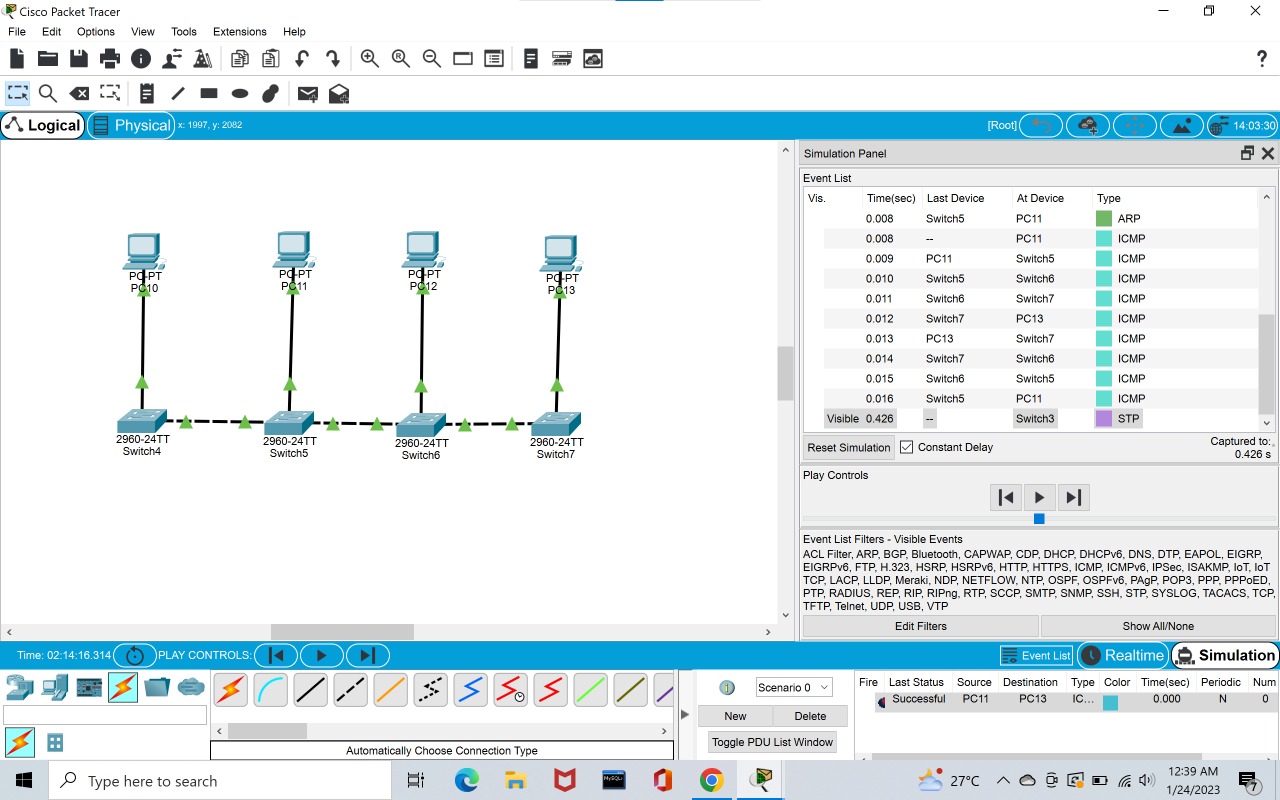 Cisco Packet Tracer
File Edit Options View Tools Extensions Help
Logical Physical x: 1997, y: 2082 [Root] 14:03:30
PC-PT
PC10
PC-PT
PC11
PC-PT
PC12
PC-PT
PC13
2960-24TT
Switch4
2960-24TT
Switch5
2960-24TT
Switch6
2960-24TT
Switch7
Simulation Panel
Event List
Vis. Time(sec) Last Device At Device Type
0.008 Switch5 PC11 ARP
0.008 -- PC11 ICMP
0.009 PC11 Switch5 ICMP
0.010 Switch5 Switch6 ICMP
0.011 Switch6 Switch7 ICMP
0.012 Switch7 PC13 ICMP
0.013 PC13 Switch7 ICMP
0.014 Switch7 Switch6 ICMP
0.015 Switch6 Switch5 ICMP
0.016 Switch5 PC11 ICMP
Visible 0.426 -- Switch3 STP
Reset Simulation Constant Delay
Captured to:
0.426 s
Play Controls
Event List Filters - Visible Events
ACL Filter, ARP, BGP, Bluetooth, CAPWAP, CDP, DHCP, DHCPv6, DNS, DTP, EAPOL, EIGRP,
EIGRPv6, FTP, H.323, HSRP, HSRPv6, HTTP, HTTPS, ICMP, ICMPv6, IPSec, ISAKMP, IoT, IoT
TCP, LACP, LLDP, Meraki, NDP, NETFLOW, NTP, OSPF, OSPFv6, PAgP, POP3, PPP, PPPoED,
PTP, RADIUS, REP, RIP, RIPng, RTP, SCCP, SMTP, SNMP, SSH, STP, SYSLOG, TACACS, TCP,
TFTP, Telnet, UDP, USB, VTP
Edit Filters Show All/None
Time: 02:14:16.314 PLAY CONTROLS: Event List Realtime Simulation
Automatically Choose Connection Type
Scenario 0
New Delete
Toggle PDU List Window
Fire Last Status Source Destination Type Color Time(sec) Periodic Num
Successful PC11 PC13 IC... 0.000 N 0
Type here to search
MySQL
27°C
12:39 AM
1/24/2023
7